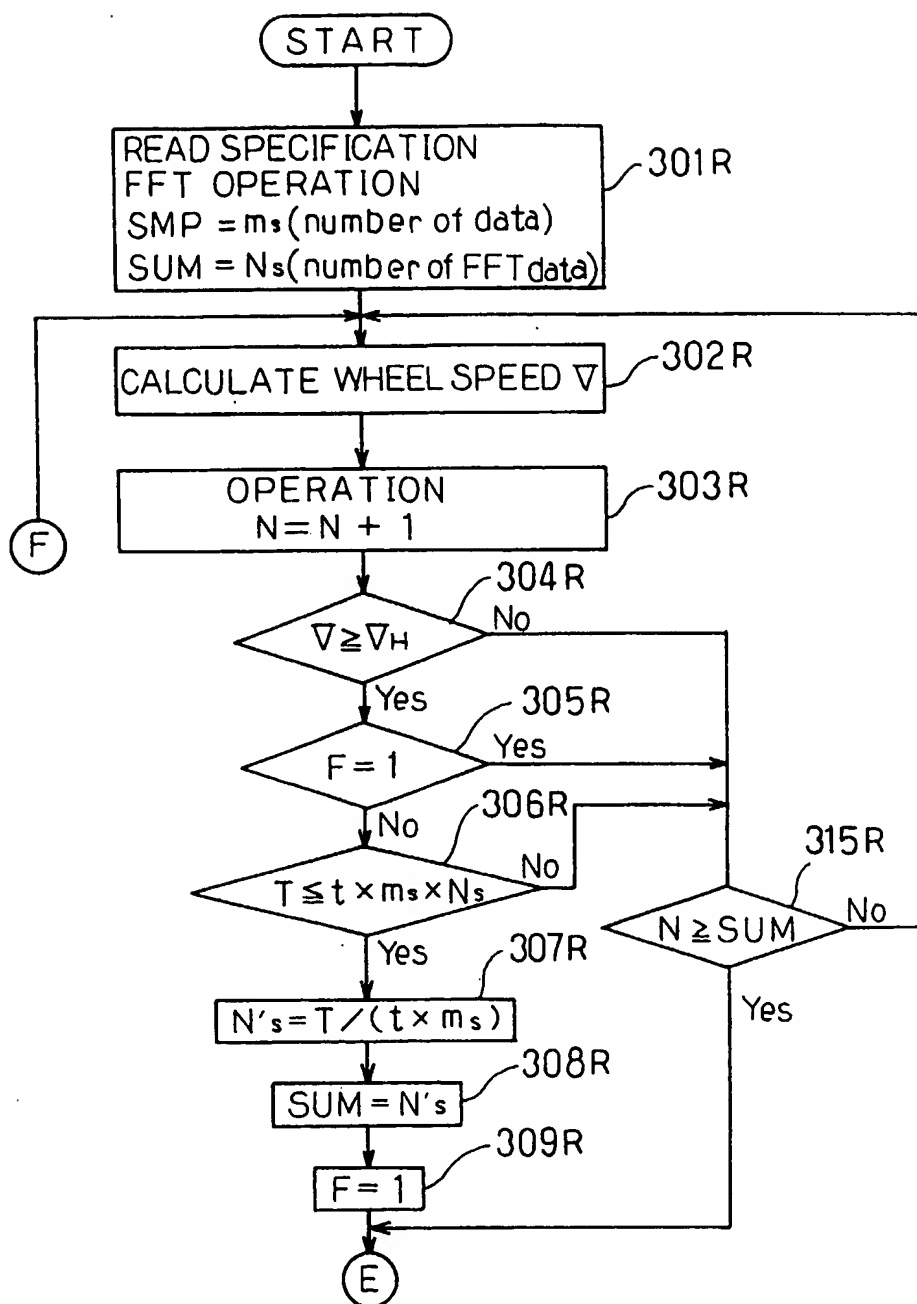 START
READ SPECIFICATION
FFT OPERATION
SMP = ms (number of data)
SUM = Ns (number of FFT data)
301R
CALCULATE WHEEL SPEED ∇
302R
OPERATION
N = N + 1
303R
F
304R
∇ ≧ ∇H
No
Yes
305R
F = 1
Yes
No
306R
T ≦ t × ms × Ns
No
Yes
315R
N ≧ SUM
No
Yes
307R
N's = T / (t × ms)
308R
SUM = N's
309R
F = 1
E